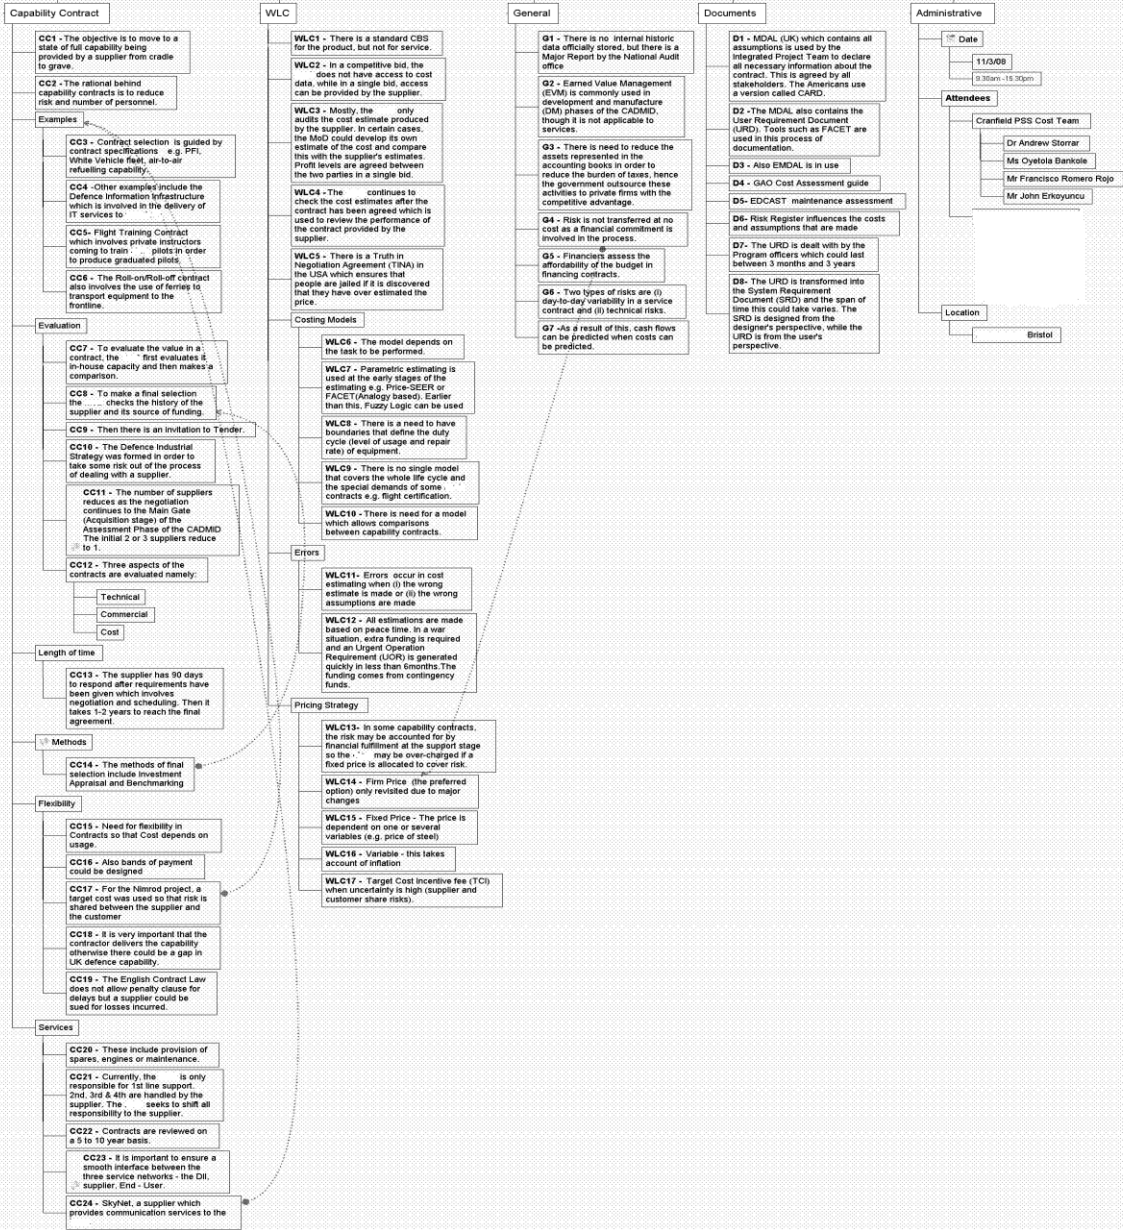 Capability Contract
CC1 - The objective is to move to a
state of full capability being
provided by a supplier from cradle
to grave.
CC2 - The rational behind
capability contracts is to reduce
risk and number of personnel.
Examples
CC3 - Contract selection is guided by
contract specifications e.g. PFI,
White Vehicle fleet, air-to-air
refuelling capability.
CC4 -Other examples include the
Defence Information Infrastructure
which is involved in the delivery of
IT services to
CC5- Flight Training Contract
which involves private instructors
coming to train pilots in order
to produce graduated pilots.
CC6 - The Roll-on/Roll-off contract
also involves the use of ferries to
transport equipment to the
frontline.
Evaluation
CC7 - To evaluate the value in a
contract, the first evaluates it
in-house capacity and then makes a
comparison.
CC8 - To make a final selection
the checks the history of the
supplier and its source of funding.
CC9 - Then there is an invitation to Tender.
CC10 - The Defence Industrial
Strategy was formed in order to
take some risk out of the process
of dealing with a supplier.
CC11 - The number of suppliers
reduces as the negotiation
continues to the Main Gate
(Acquisition stage) of the
Assessment Phase of the CADMID
The initial 2 or 3 suppliers reduce
to 1.
CC12 - Three aspects of the
contracts are evaluated namely:
Technical
Commercial
Cost
Length of time
CC13 - The supplier has 90 days
to respond after requirements have
been given which involves
negotiation and scheduling. Then it
takes 1-2 years to reach the final
agreement.
Methods
CC14 - The methods of final
selection include Investment
Appraisal and Benchmarking
Flexibility
CC15 - Need for flexibility in
Contracts so that Cost depends on
usage.
CC16 - Also bands of payment
could be designed
CC17 - For the Nimrod project, a
target cost was used so that risk is
shared between the supplier and
the customer
CC18 - It is very important that the
contractor delivers the capability
otherwise there could be a gap in
UK defence capability.
CC19 - The English Contract Law
does not allow penalty clause for
delays but a supplier could be
sued for losses incurred.
Services
CC20 - These include provision of
spares, engines or maintenance.
CC21 - Currently, the is only
responsible for 1st line support.
2nd, 3rd & 4th are handled by the
supplier. The seeks to shift all
responsibility to the supplier.
CC22 - Contracts are reviewed on
a 5 to 10 year basis.
CC23 - It is important to ensure a
smooth interface between the
three service networks - the DII,
supplier, End - User.
CC24 - SkyNet, a supplier which
provides communication services to the
WLC
WLC1 - There is a standard CBS
for the product, but not for service.
WLC2 - In a competitive bid, the
does not have access to cost
data, while in a single bid, access
can be provided by the supplier.
WLC3 - Mostly, the only
audits the cost estimate produced
by the supplier. In certain cases,
the MoD could develop its own
estimate of the cost and compare
this with the supplier's estimates.
Profit levels are agreed between
the two parties in a single bid.
WLC4 -The continues to
check the cost estimates after the
contract has been agreed which is
used to review the performance of
the contract provided by the
supplier.
WLC5 - There is a Truth in
Negotiation Agreement (TINA) in
the USA which ensures that
people are jailed if it is discovered
that they have over estimated the
price.
Costing Models
WLC6 - The model depends on
the task to be performed.
WLC7 - Parametric estimating is
used at the early stages of the
estimating e.g. Price-SEER or
FACET(Analogy based). Earlier
than this, Fuzzy Logic can be used
WLC8 - There is a need to have
boundaries that define the duty
cycle (level of usage and repair
rate) of equipment.
WLC9 - There is no single model
that covers the whole life cycle and
the special demands of some
contracts e.g. flight certification.
WLC10 - There is need for a model
which allows comparisons
between capability contracts.
Errors
WLC11- Errors occur in cost
estimating when (i) the wrong
estimate is made or (ii) the wrong
assumptions are made
WLC12 - All estimations are made
based on peace time. In a war
situation, extra funding is required
and an Urgent Operation
Requirement (UOR) is generated
quickly in less than 6months.The
funding comes from contingency
funds.
Pricing Strategy
WLC13- In some capability contracts,
the risk may be accounted for by
financial fulfillment at the support stage
so the may be over-charged if a
fixed price is allocated to cover risk.
WLC14 - Firm Price (the preferred
option) only revisited due to major
changes
WLC15 - Fixed Price - The price is
dependent on one or several
variables (e.g. price of steel)
WLC16 - Variable - this takes
account of inflation
WLC17 - Target Cost Incentive fee (TCI)
when uncertainty is high (supplier and
customer share risks).
General
G1 - There is no internal historic
data officially stored, but there is a
Major Report by the National Audit
office
G2 - Earned Value Management
(EVM) is commonly used in
development and manufacture
(DM) phases of the CADMID,
though it is not applicable to
services.
G3 - There is need to reduce the
assets represented in the
accounting books in order to
reduce the burden of taxes, hence
the government outsource these
activities to private firms with the
competitive advantage.
G4 - Risk is not transferred at no
cost as a financial commitment is
involved in the process.
G5 - Financiers assess the
affordability of the budget in
financing contracts.
G6 - Two types of risks are (i)
day-to-day variability in a service
contract and (ii) technical risks.
G7 -As a result of this, cash flows
can be predicted when costs can
be predicted.
Documents
D1 - MDAL (UK) which contains all
assumptions is used by the
Integrated Project Team to declare
all necessary information about the
contract. This is agreed by all
stakeholders. The Americans use
a version called CARD.
D2 -The MDAL also contains the
User Requirement Document
(URD). Tools such as FACET are
used in this process of
documentation.
D3 - Also EMDAL is in use
D4 - GAO Cost Assessment guide
D5- EDCAST maintenance assessment
D6- Risk Register influences the costs
and assumptions that are made
D7- The URD is dealt with by the
Program officers which could last
between 3 months and 3 years
D8- The URD is transformed into
the System Requirement
Document (SRD) and the span of
time this could take varies. The
SRD is designed from the
designer's perspective, while the
URD is from the user's
perspective.
Administrative
Date
11/3/08
9.30am -15.30pm
Attendees
Cranfield PSS Cost Team
Dr Andrew Storrar
Ms Oyetola Bankole
Mr Francisco Romero Rojo
Mr John Erkoyuncu
Location
Bristol